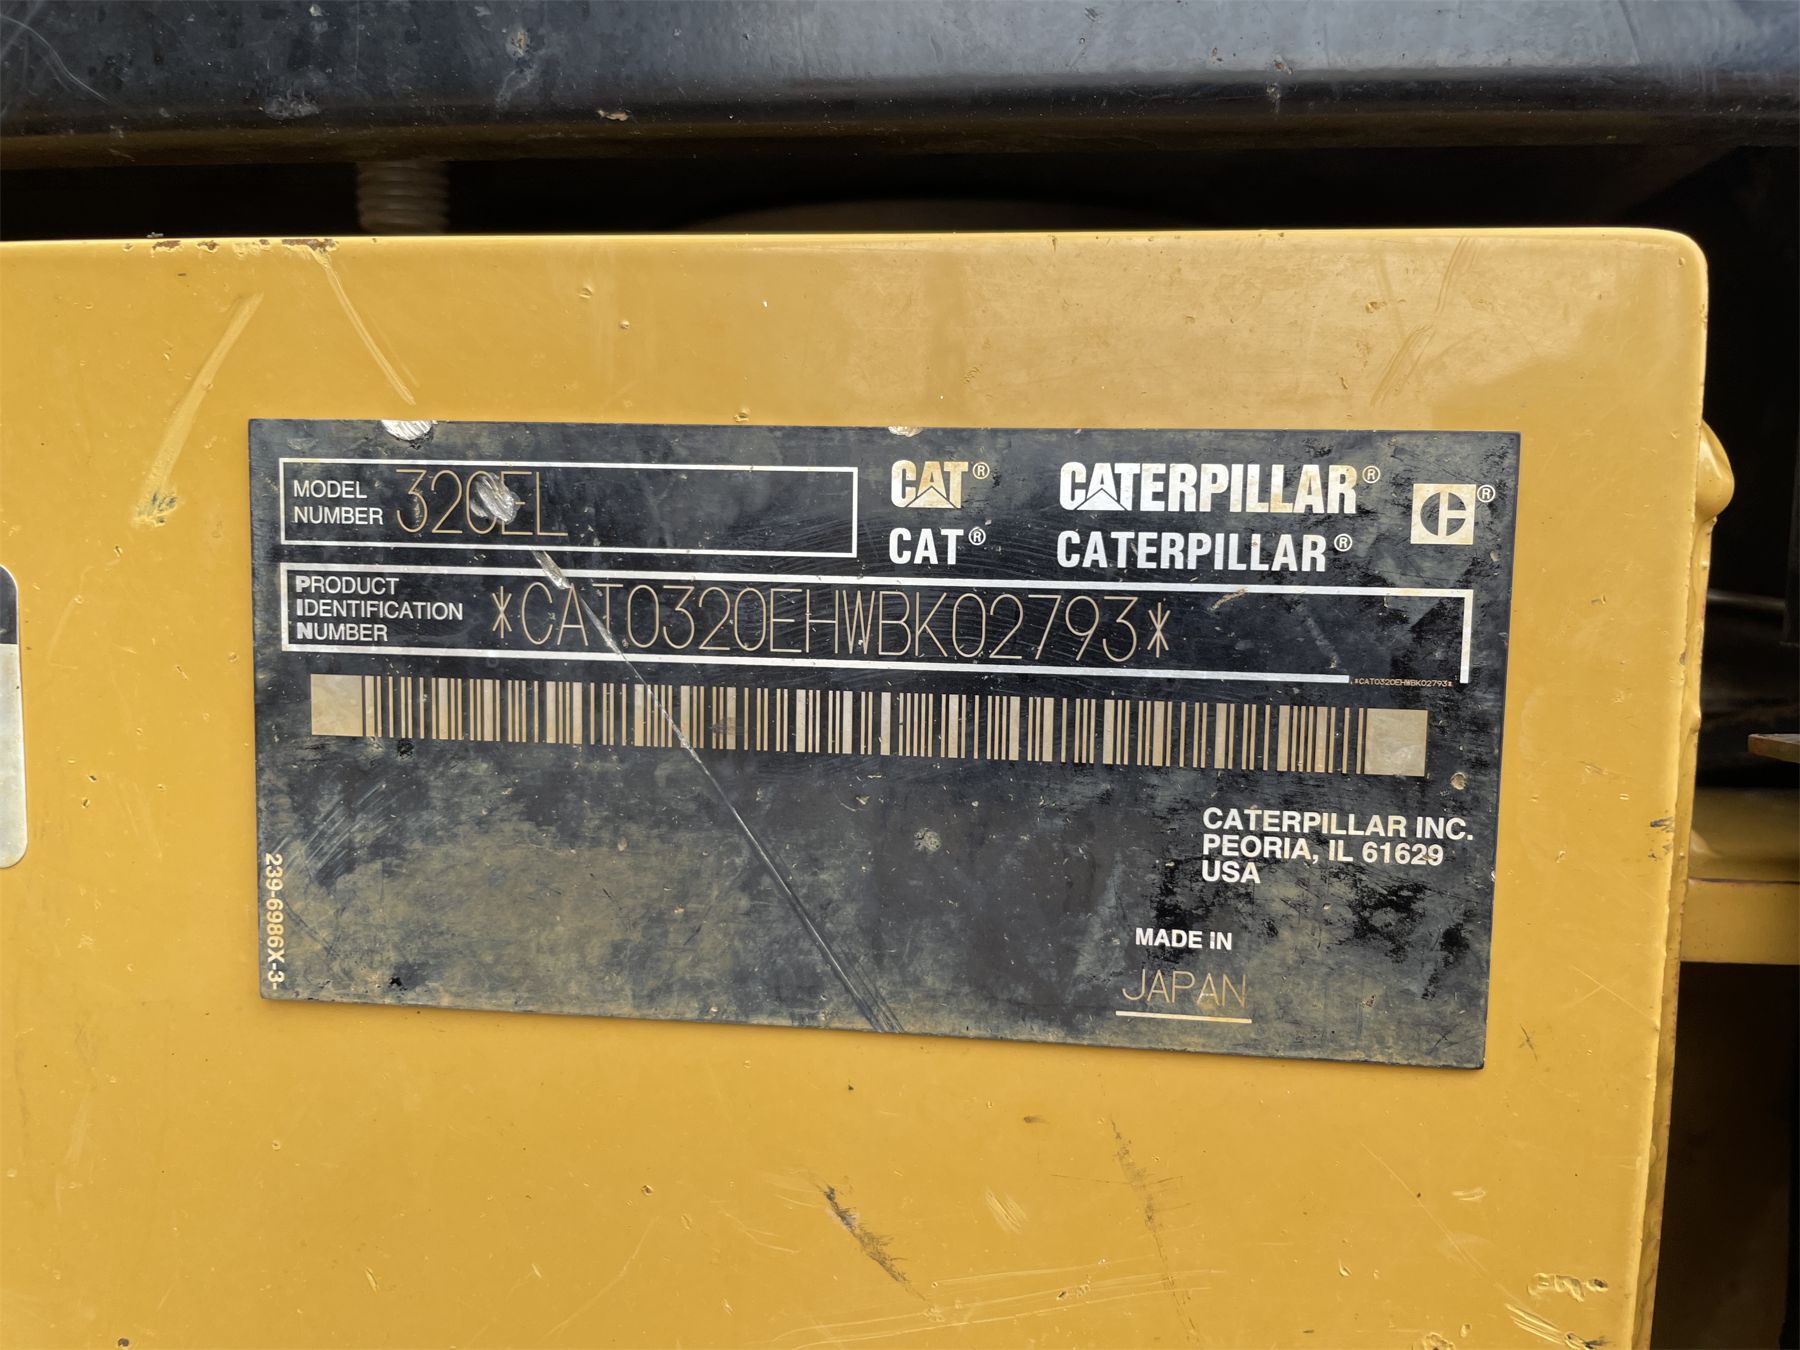 MODEL
NUMBER
320EL
CAT®
CATERPILLAR®
CAT®
CATERPILLAR®
PRODUCT
IDENTIFICATION
NUMBER
*CAT0320EHWBK02793*
*CAT0320EHWBK02793*
CATERPILLAR INC.
PEORIA, IL 61629
USA
MADE IN
JAPAN
239-6986X-3-